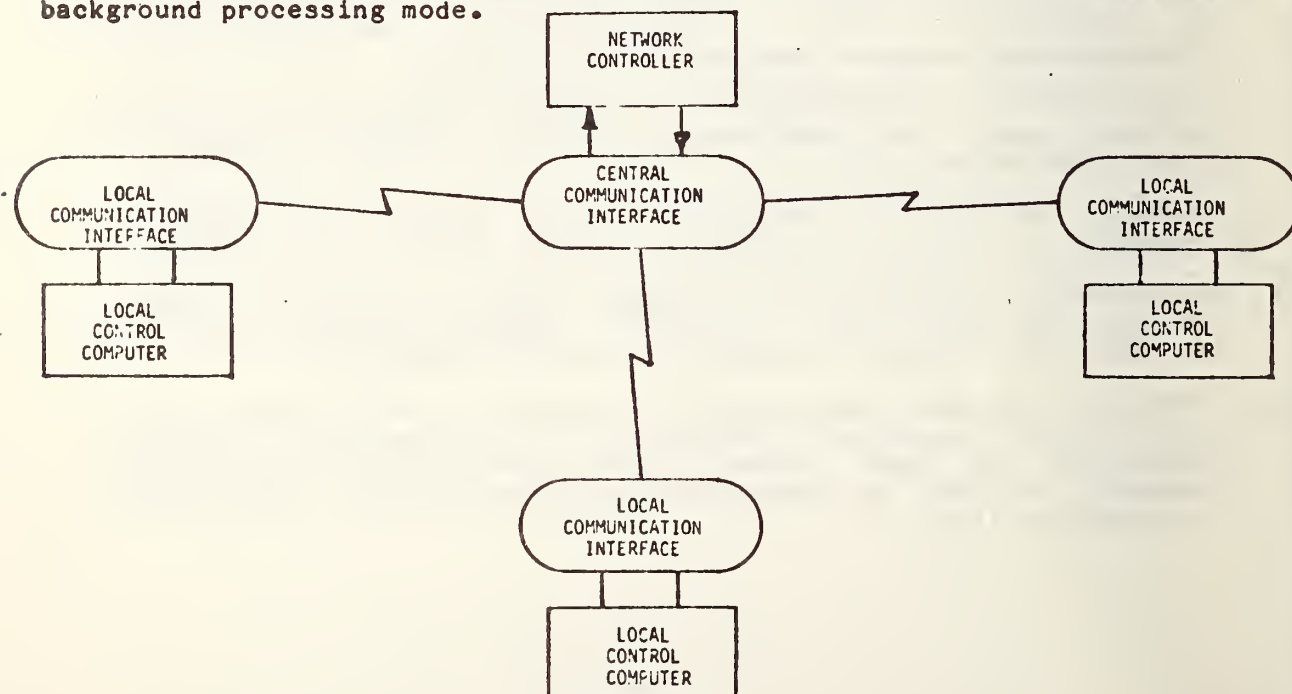 background processing mode.
NETWORK
CONTROLLER
CENTRAL
COMMUNICATION
INTERFACE
LOCAL
COMMUNICATION
INTERFACE
LOCAL
CONTROL
COMPUTER
LOCAL
COMMUNICATION
INTERFACE
LOCAL
CONTROL
COMPUTER
LOCAL
COMMUNICATION
INTERFACE
LOCAL
CONTROL
COMPUTER